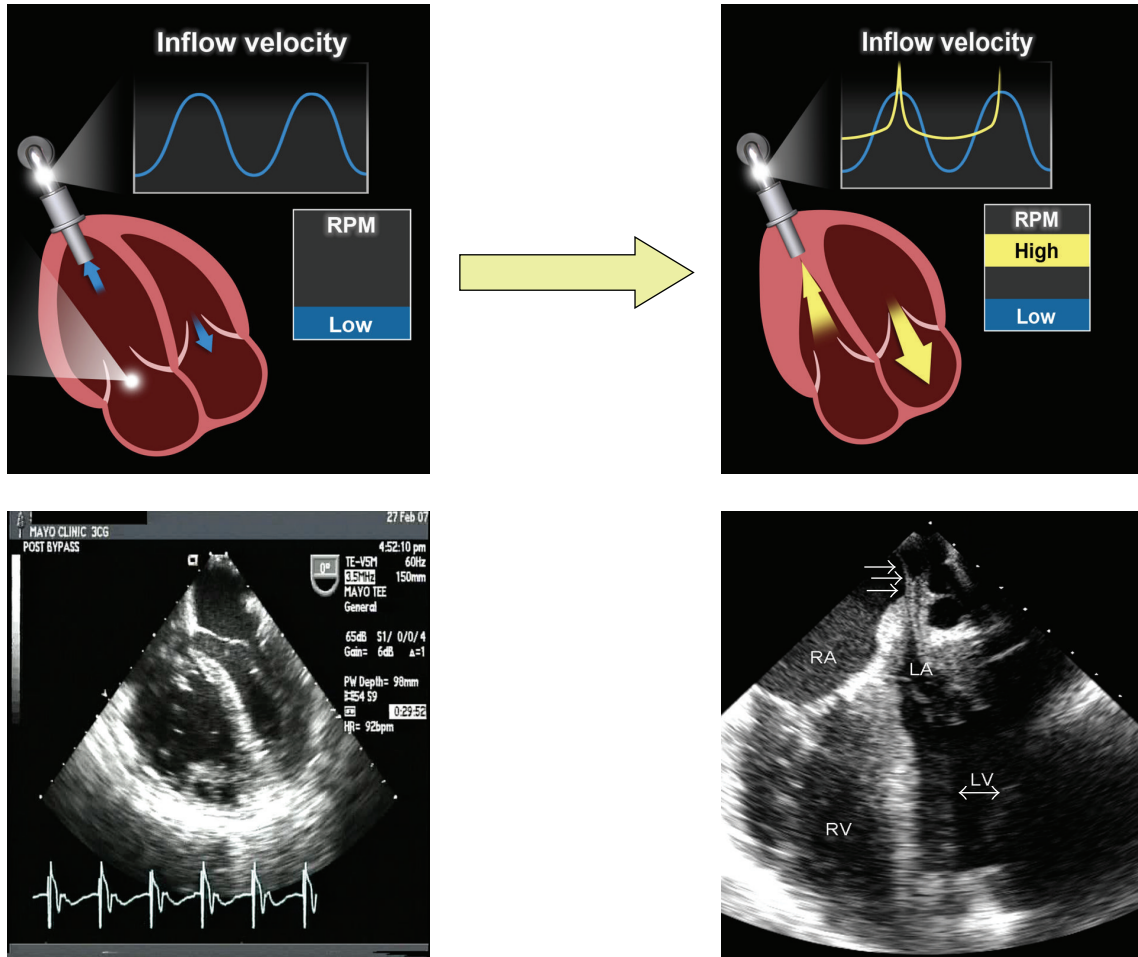 Inflow velocity
RPM
Low
Inflow velocity
RPM
High
Low
27 Feb 07
MAYO CLINIC 3CG
POST BYPASS
4:52:10 pm
TE-V5M 60Hz
3.5MHz 150mm
MAYO TEE
General
0°
65dB S1/ 0/0/ 4
Gain= 6dB Δ=1
PW Depth= 98mm
0:29:52
HR= 92bpm
RA
LA
LV
RV